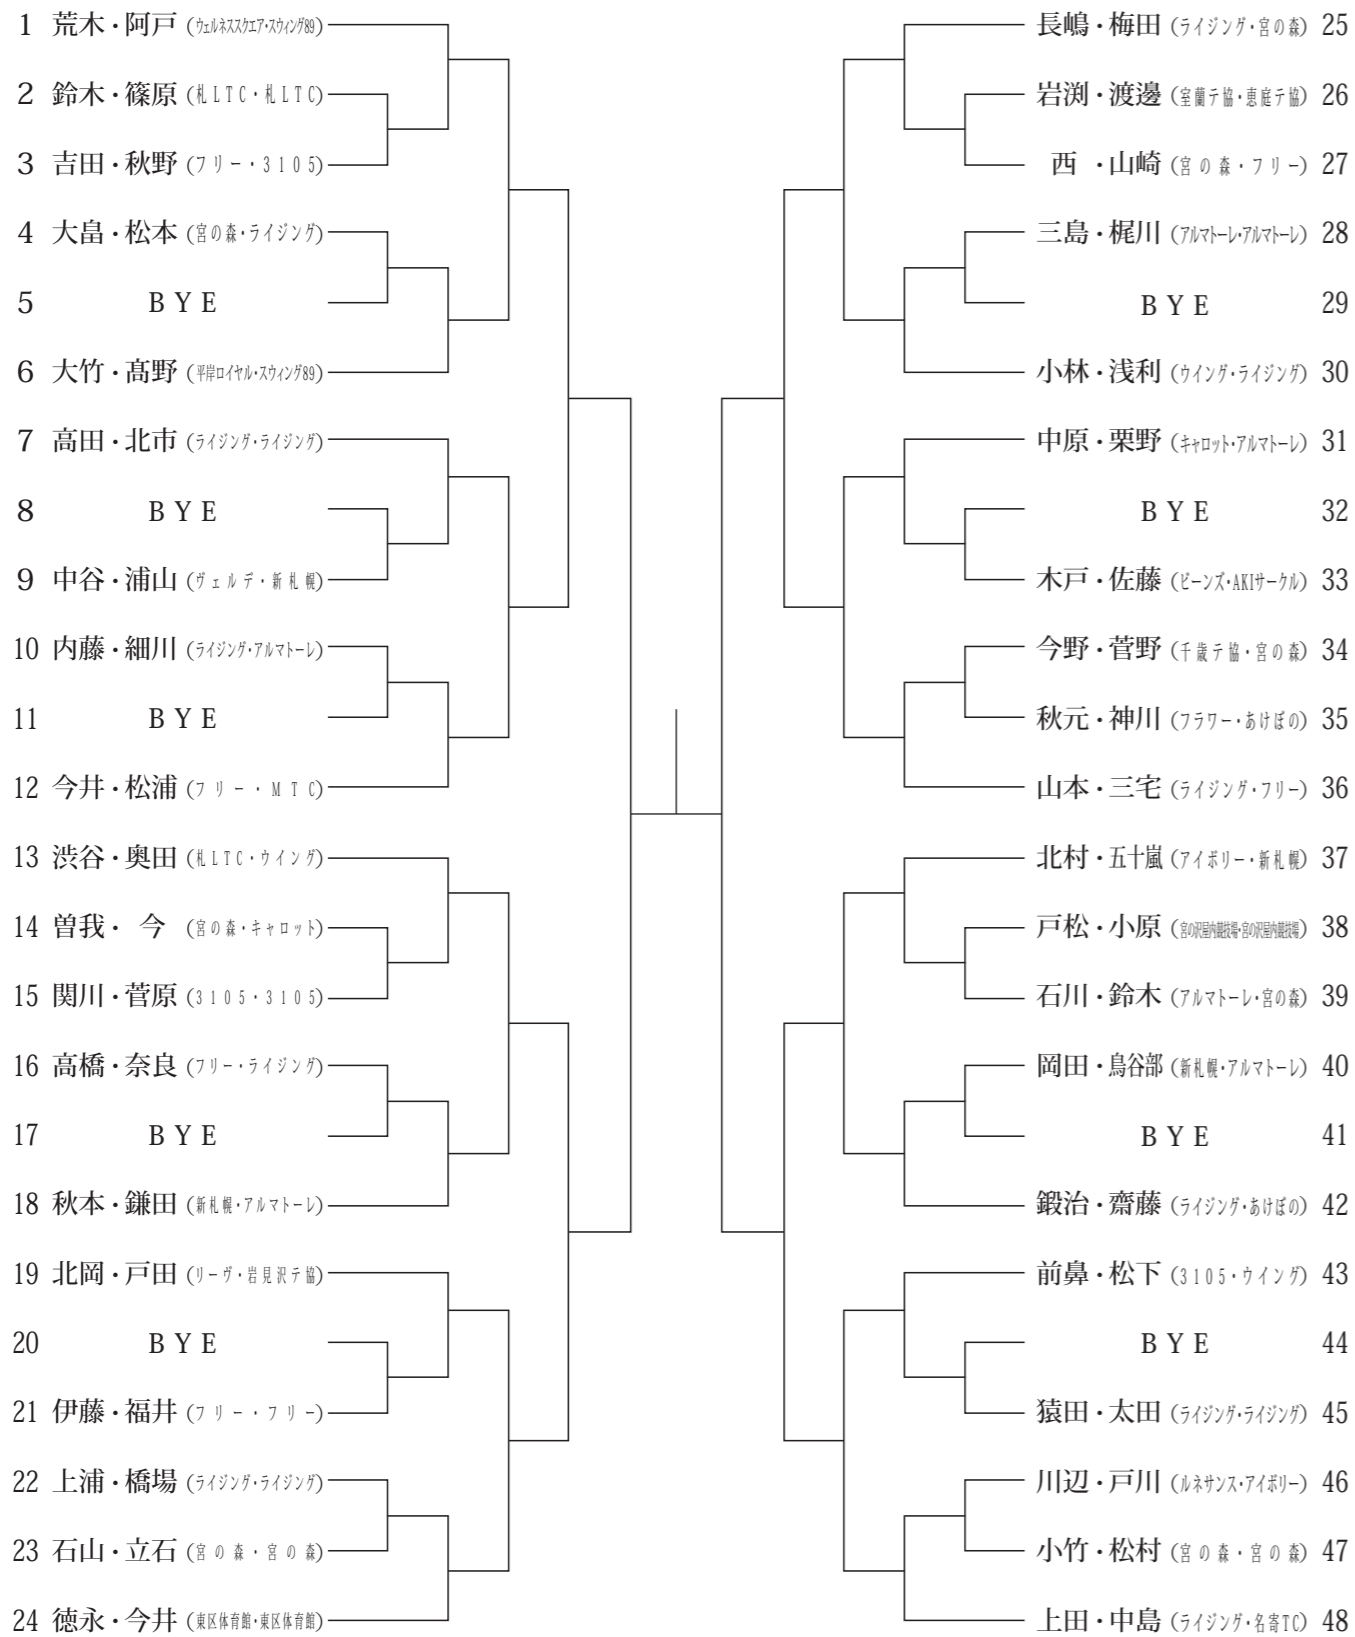 1 荒木・阿戸 (ウェルネススクエア・スウィング89)
2 鈴木・篠原 (札LTC・札LTC)
3 吉田・秋野 (フリー・3105)
4 大畠・松本 (宮の森・ライジング)
5 BYE
6 大竹・髙野 (平岸ロイヤル・スウィング89)
7 高田・北市 (ライジング・ライジング)
8 BYE
9 中谷・浦山 (ヴェルデ・新札幌)
10 内藤・細川 (ライジング・アルマトーレ)
11 BYE
12 今井・松浦 (フリー・MTC)
13 渋谷・奥田 (札LTC・ウイング)
14 曽我・今 (宮の森・キャロット)
15 関川・菅原 (3105・3105)
16 高橋・奈良 (フリー・ライジング)
17 BYE
18 秋本・鎌田 (新札幌・アルマトーレ)
19 北岡・戸田 (リーヴ・岩見沢テ協)
20 BYE
21 伊藤・福井 (フリー・フリー)
22 上浦・橋場 (ライジング・ライジング)
23 石山・立石 (宮の森・宮の森)
24 徳永・今井 (東区体育館・東区体育館)
長嶋・梅田 (ライジング・宮の森) 25
岩渕・渡邊 (室蘭テ協・恵庭テ協) 26
西・山崎 (宮の森・フリー) 27
三島・梶川 (アルマトーレ・アルマトーレ) 28
BYE 29
小林・浅利 (ウイング・ライジング) 30
中原・栗野 (キャロット・アルマトーレ) 31
BYE 32
木戸・佐藤 (ビーンズ・AKIサークル) 33
今野・菅野 (千歳テ協・宮の森) 34
秋元・神川 (フラワー・あけぼの) 35
山本・三宅 (ライジング・フリー) 36
北村・五十嵐 (アイボリー・新札幌) 37
戸松・小原 (宮の沢屋内競技場・宮の沢屋内競技場) 38
石川・鈴木 (アルマトーレ・宮の森) 39
岡田・鳥谷部 (新札幌・アルマトーレ) 40
BYE 41
鍛治・齋藤 (ライジング・あけぼの) 42
前鼻・松下 (3105・ウイング) 43
BYE 44
猿田・太田 (ライジング・ライジング) 45
川辺・戸川 (ルネサンス・アイボリー) 46
小竹・松村 (宮の森・宮の森) 47
上田・中島 (ライジング・名寄TC) 48